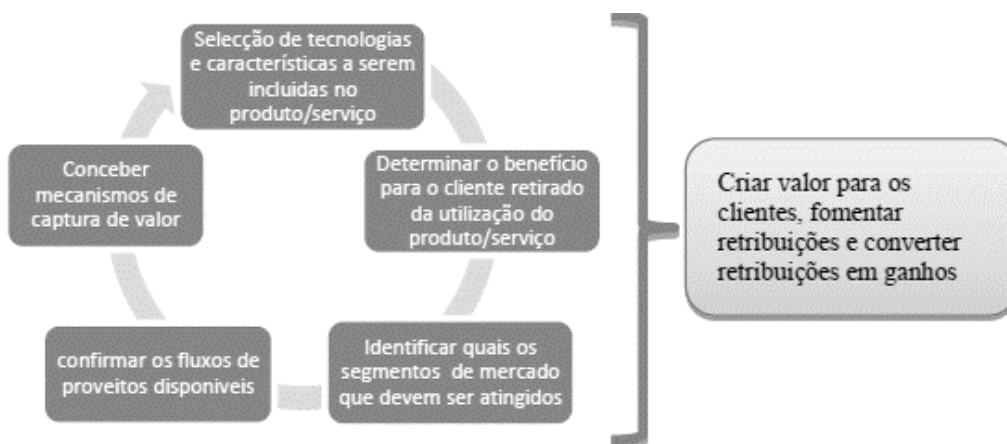 Selecção de tecnologias
e características a serem
incluidas no
produto/serviço
Determinar o benefício
para o cliente retirado
da utilização do
produto/serviço
Identificar quais os
segmentos de mercado
que devem ser atingidos
confirmar os fluxos de
proveitos disponiveis
Conceber
mecanismos de
captura de valor
Criar valor para os
clientes, fomentar
retribuições e converter
retribuições em ganhos